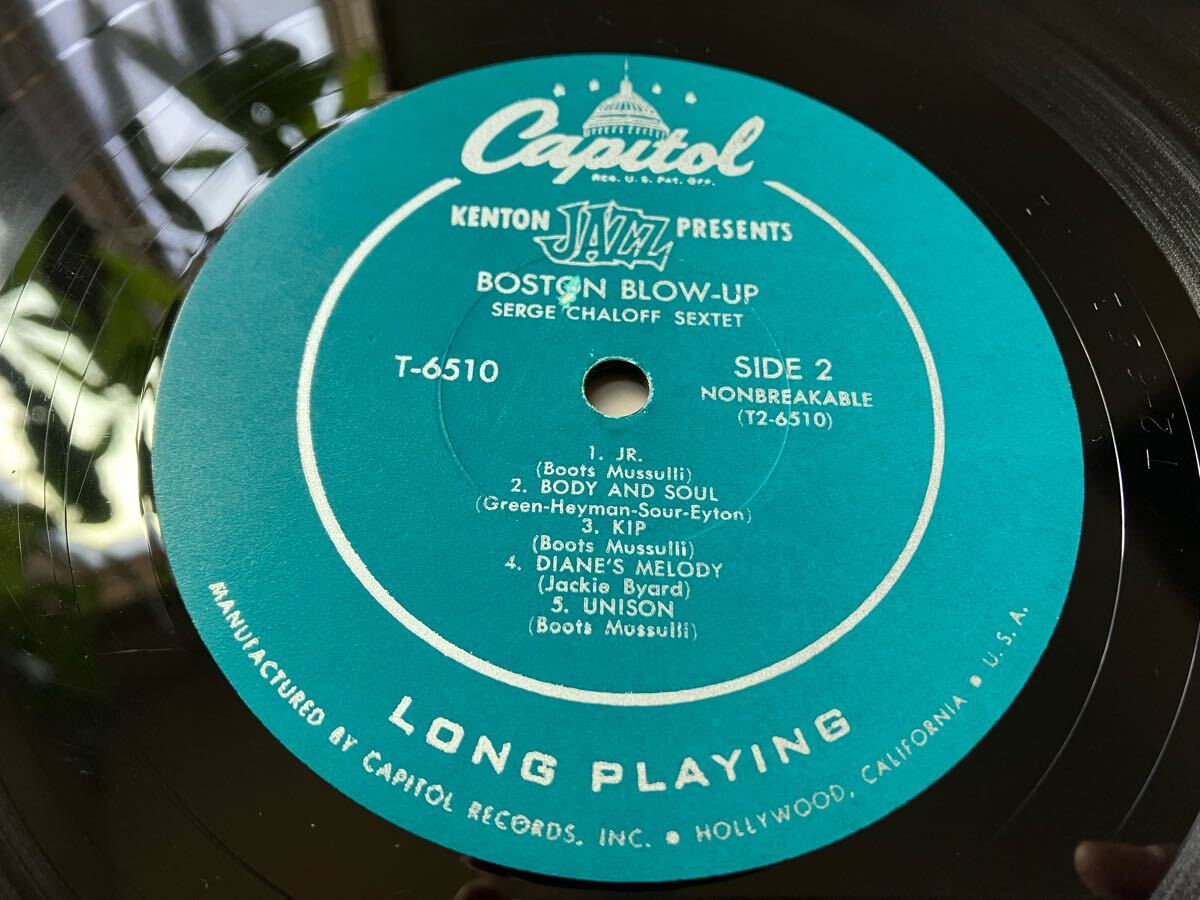 Capitol
REG. U. S. PAT. OFF.
KENTON JAZZ PRESENTS
BOSTON BLOW-UP
SERGE CHALOFF SEXTET
T-6510
SIDE 2
NONBREAKABLE
(T2-6510)
1. JR.
(Boots Mussulli)
2. BODY AND SOUL
(Green-Heyman-Sour-Eyton)
3. KIP
(Boots Mussulli)
4. DIANE'S MELODY
(Jackie Byard)
5. UNISON
(Boots Mussulli)
LONG PLAYING
MANUFACTURED BY CAPITOL RECORDS, INC. • HOLLYWOOD, CALIFORNIA • U. S. A.